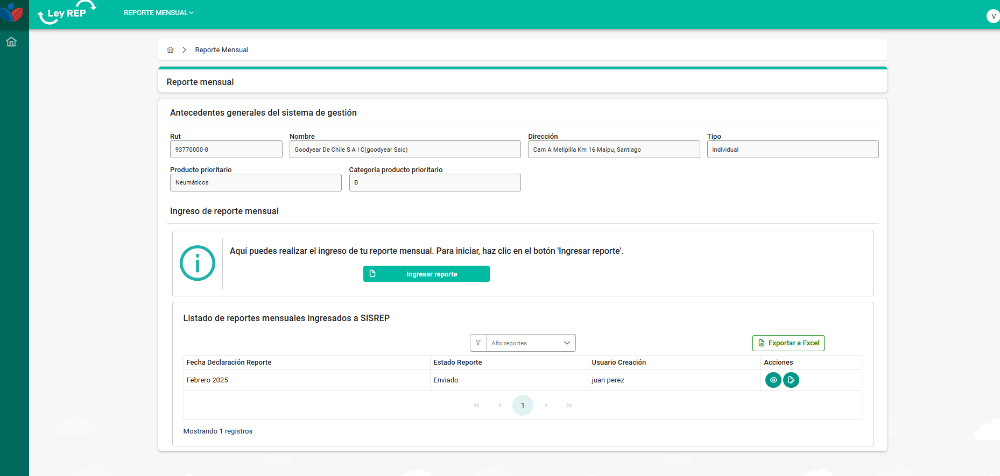 Ley REP
REPORTE MENSUAL
V
Reporte Mensual
Reporte mensual
Antecedentes generales del sistema de gestión
Rut
Nombre
Dirección
Tipo
93770000-8
Goodyear De Chile S A I C(goodyear Saic)
Cam A Melipilla Km 16 Maipu, Santiago
Individual
Producto prioritario
Categoría producto prioritario
Neumáticos
B
Ingreso de reporte mensual
Aquí puedes realizar el ingreso de tu reporte mensual. Para iniciar, haz clic en el botón 'Ingresar reporte'.
Ingresar reporte
Listado de reportes mensuales ingresados a SISREP
Año reportes
Exportar a Excel
Fecha Declaración Reporte
Estado Reporte
Usuario Creación
Acciones
Febrero 2025
Enviado
juan perez
1
Mostrando 1 registros